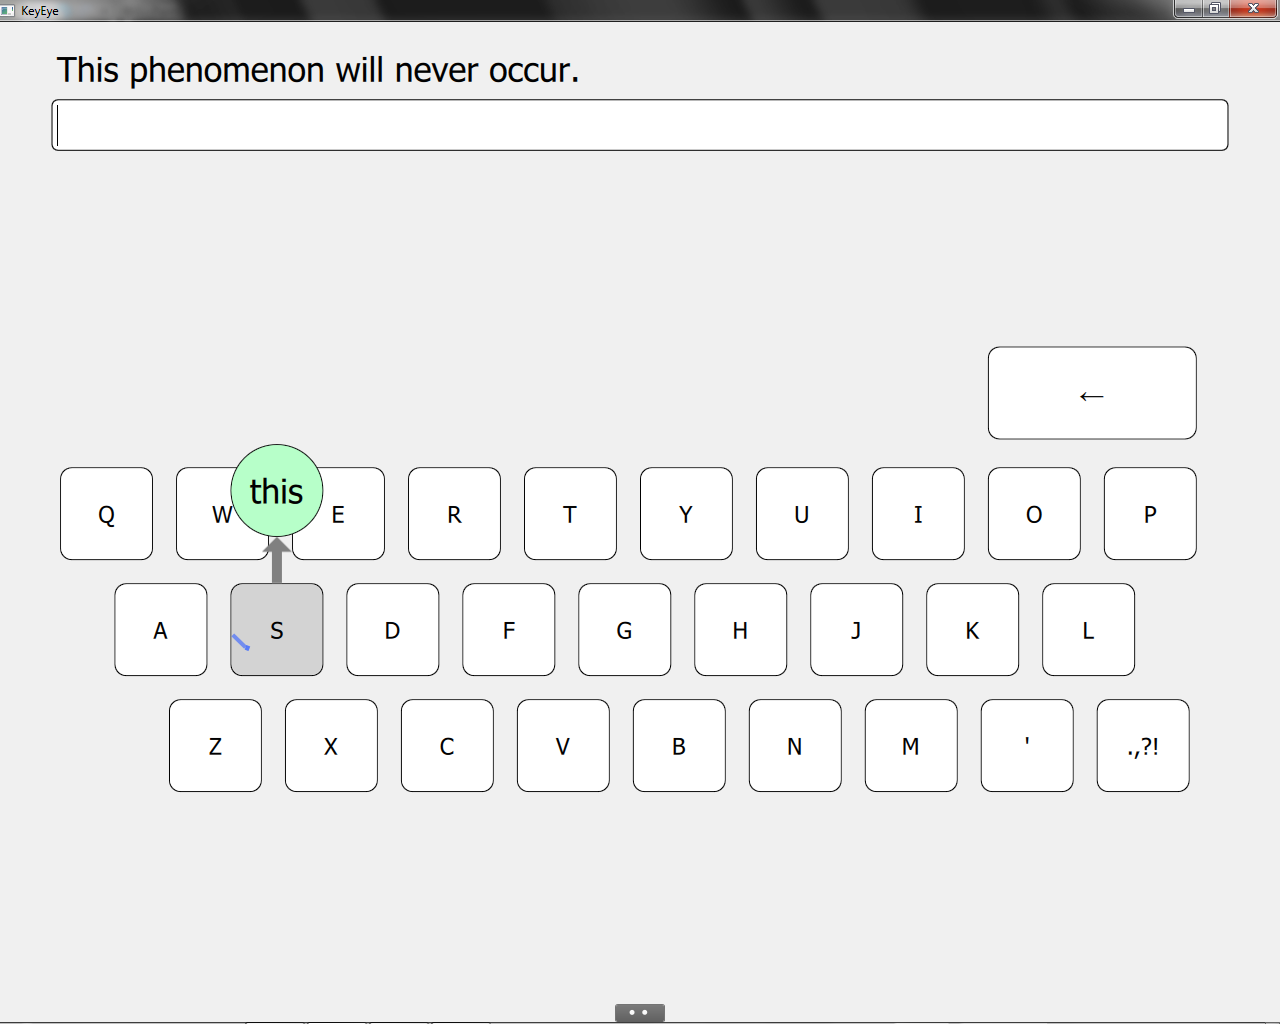 KeyEye
This phenomenon will never occur.
←
this
Q W E R T Y U I O P
A S D F G H J K L
Z X C V B N M ' .,?!